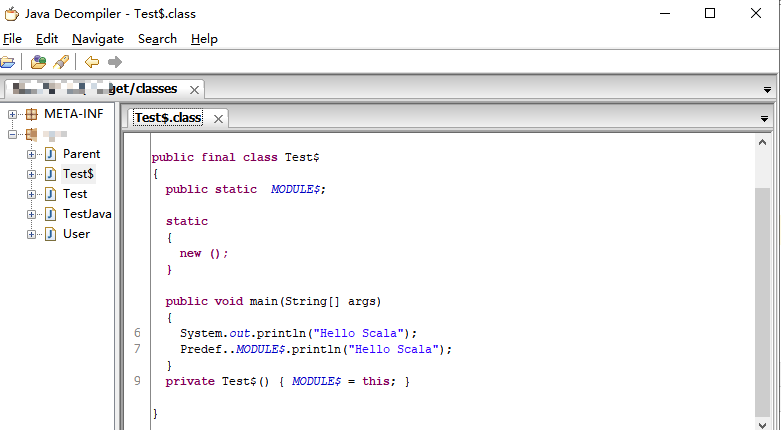 Java Decompiler - Test$.class
File Edit Navigate Search Help
get/classes
META-INF
Parent
Test$
Test
TestJava
User
Test$.class
public final class Test$
{
public static  MODULE$;
static
{
new ();
}
public void main(String[] args)
{
6 System.out.println("Hello Scala");
7 Predef..MODULE$.println("Hello Scala");
}
9 private Test$() { MODULE$ = this; }
}